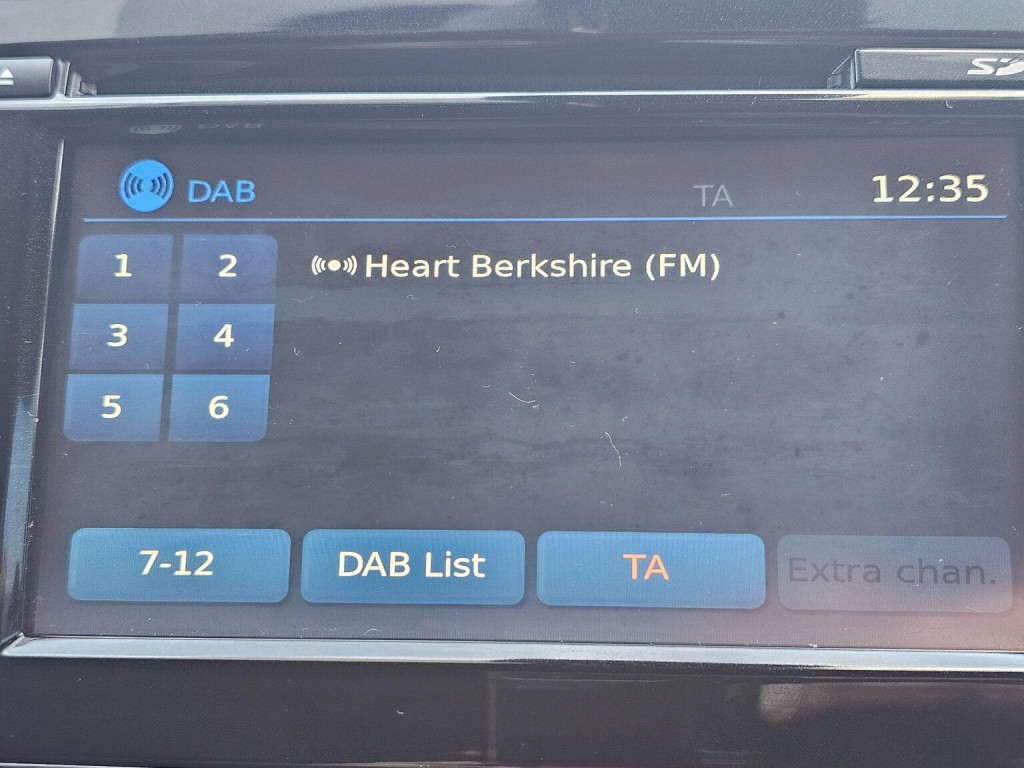 SD
DAB TA 12:35
1 2 Heart Berkshire (FM)
3 4
5 6
7-12 DAB List TA Extra chan.